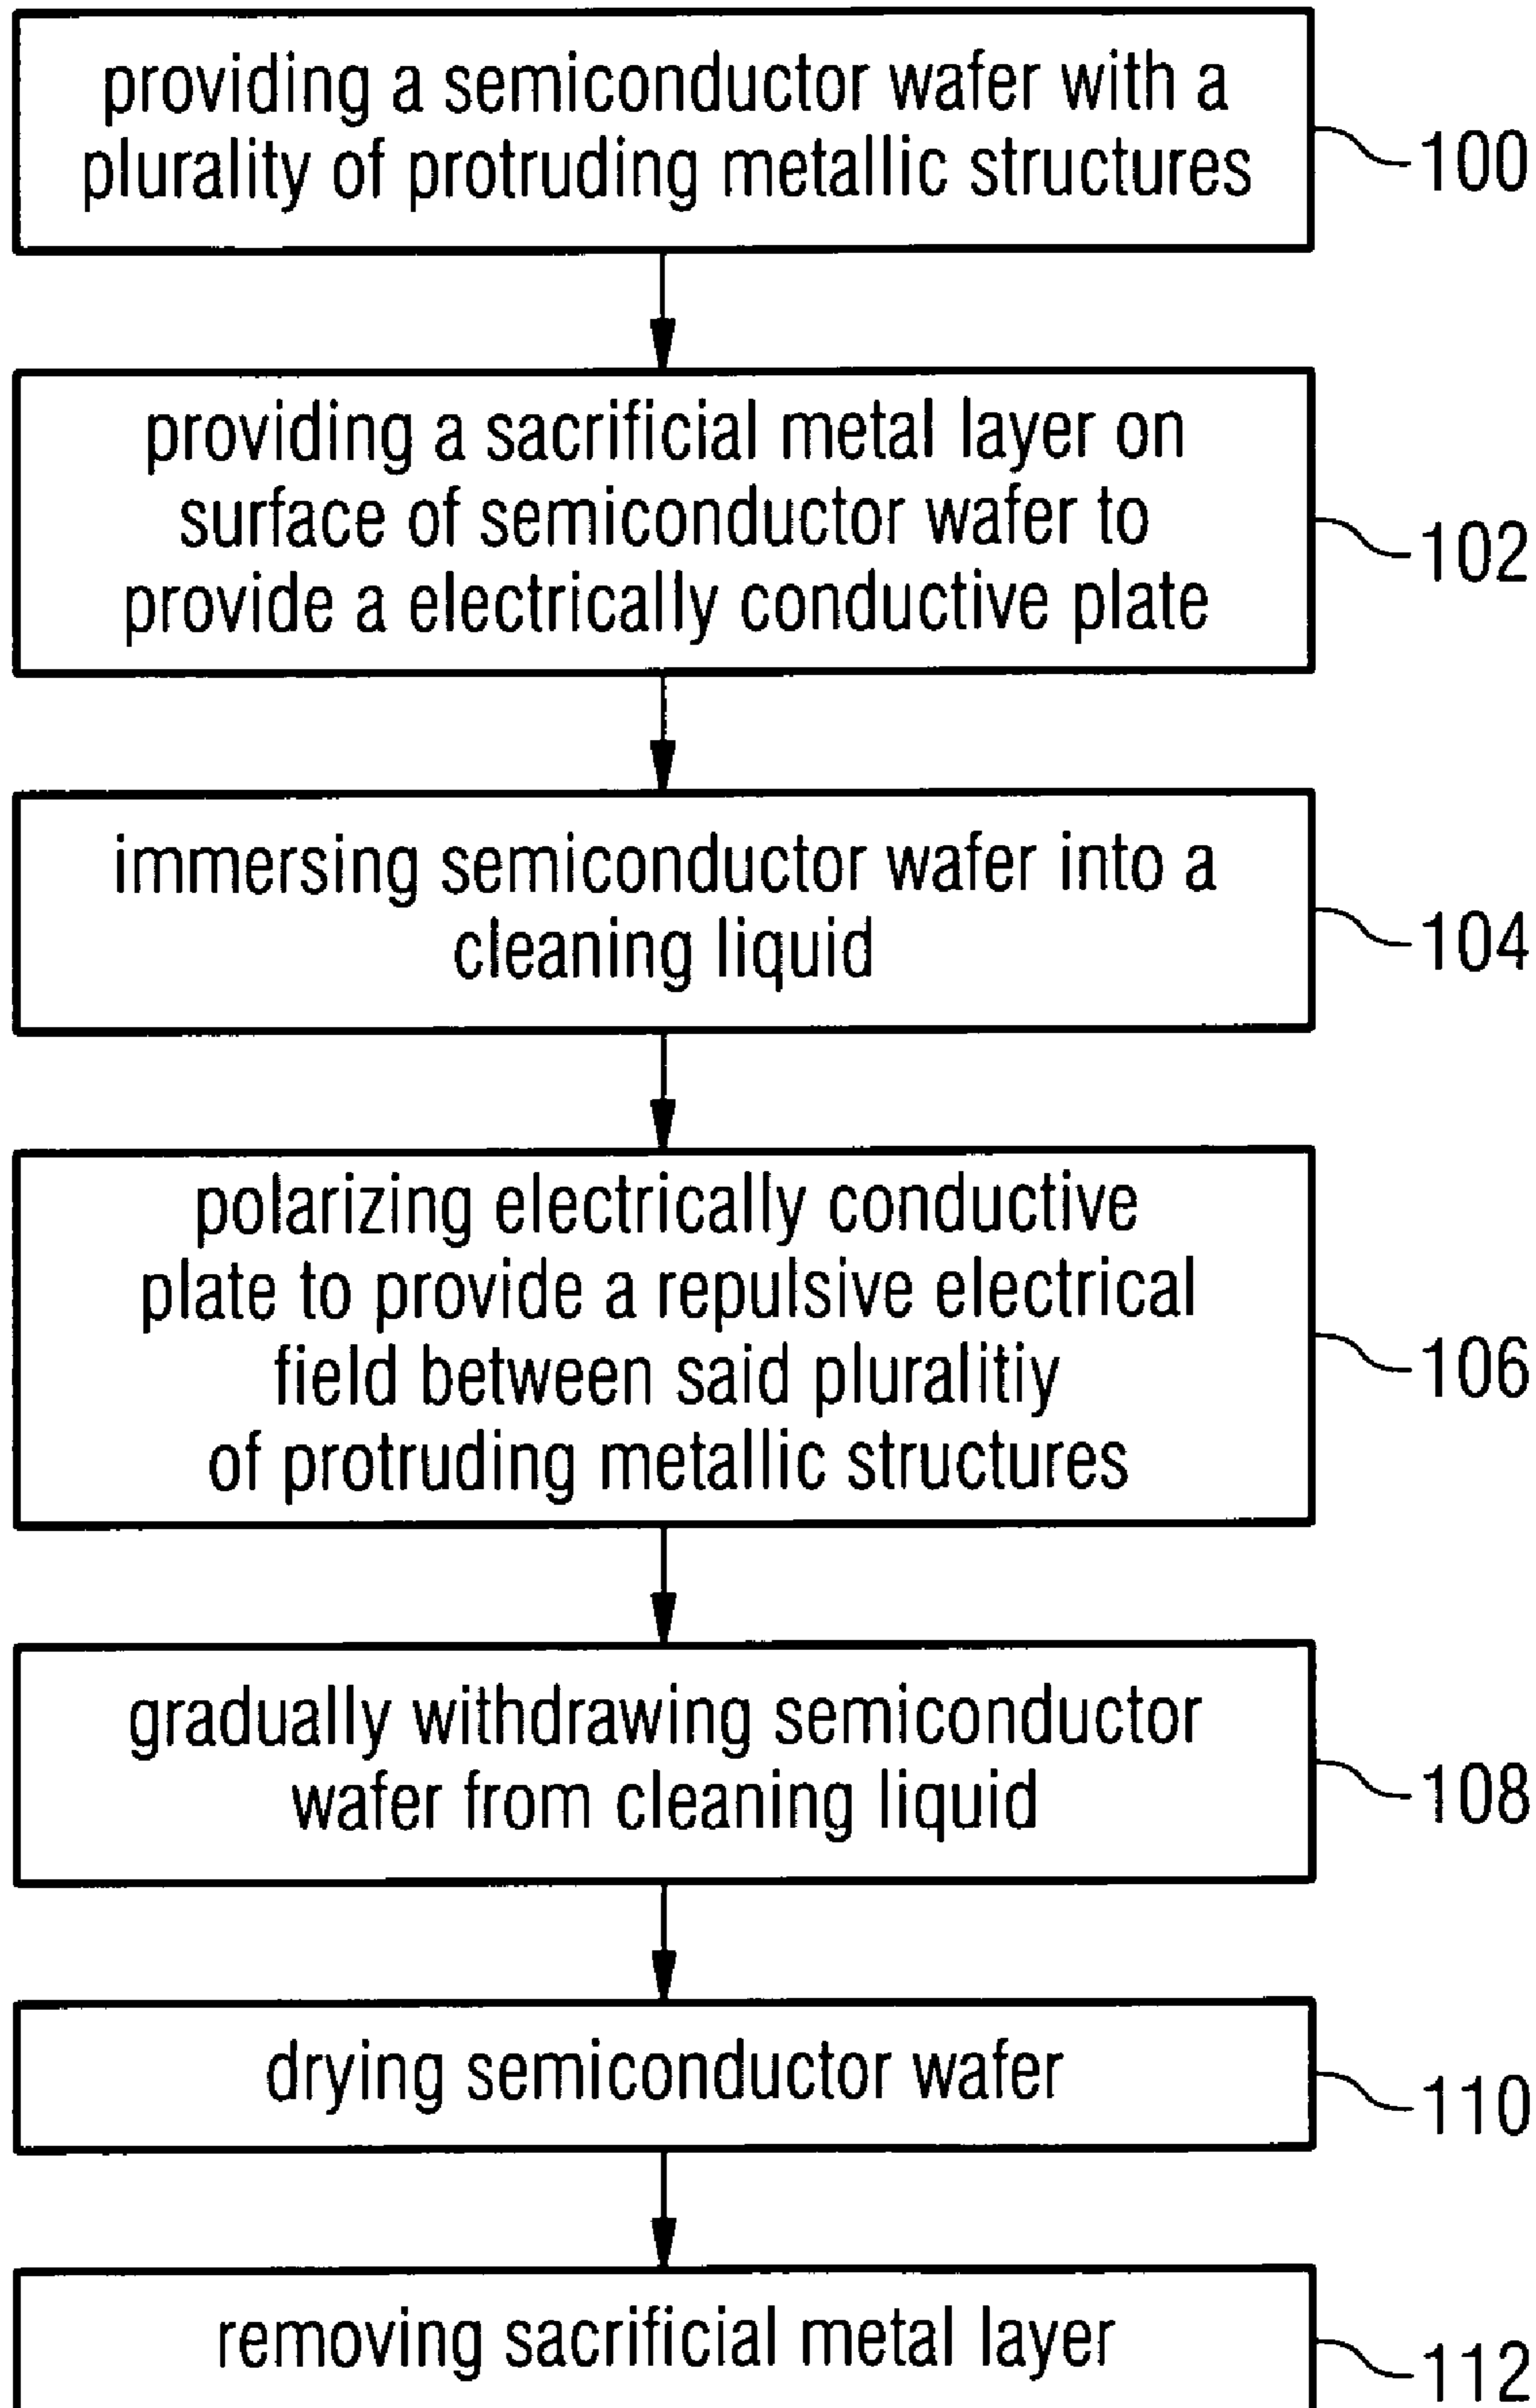 providing a semiconductor wafer with a
plurality of protruding metallic structures
100
providing a sacrificial metal layer on
surface of semiconductor wafer to
provide a electrically conductive plate
102
immersing semiconductor wafer into a
cleaning liquid
104
polarizing electrically conductive
plate to provide a repulsive electrical
field between said pluralitiy
of protruding metallic structures
106
gradually withdrawing semiconductor
wafer from cleaning liquid
108
drying semiconductor wafer
110
removing sacrificial metal layer
112